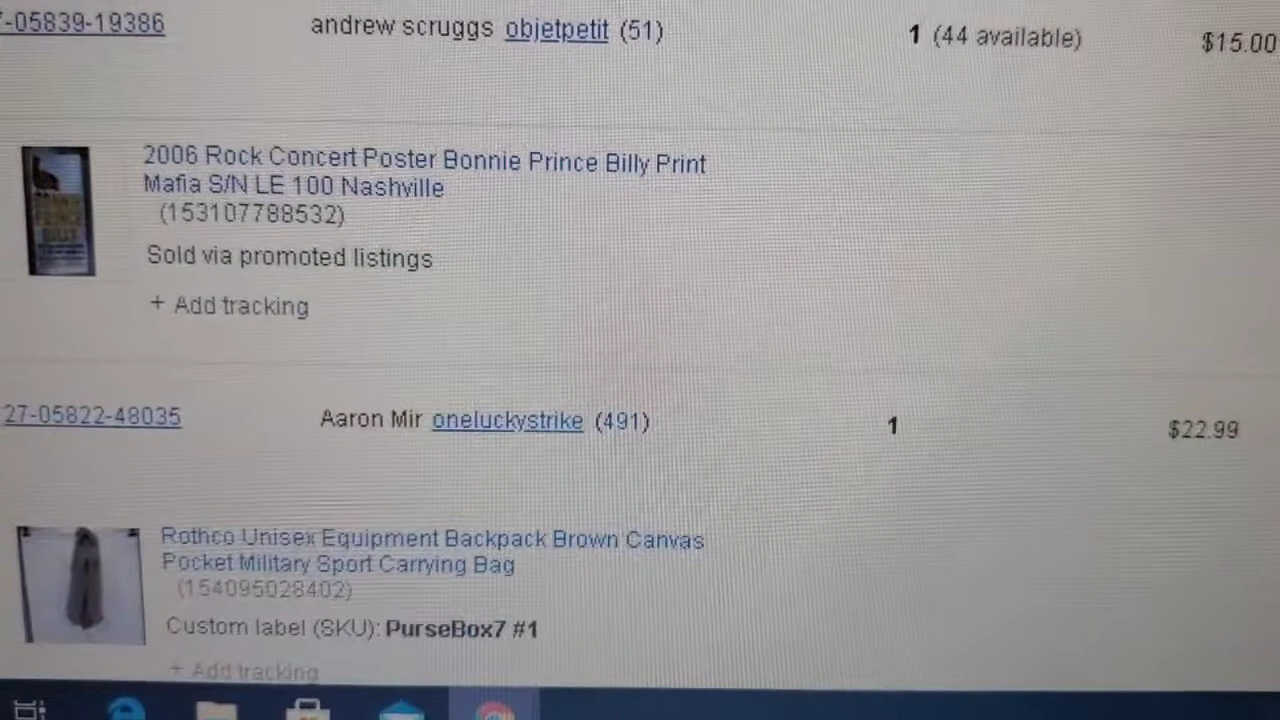 -05839-19386
andrew scruggs objetpetit (51)
1 (44 available)
$15.00
2006 Rock Concert Poster Bonnie Prince Billy Print
Mafia S/N LE 100 Nashville
(153107788532)
Sold via promoted listings
+ Add tracking
27-05822-48035
Aaron Mir oneluckystrike (491)
1
$22.99
Rothco Unisex Equipment Backpack Brown Canvas
Pocket Military Sport Carrying Bag
(154095028402)
Custom label (SKU): PurseBox7 #1
+ Add tracking